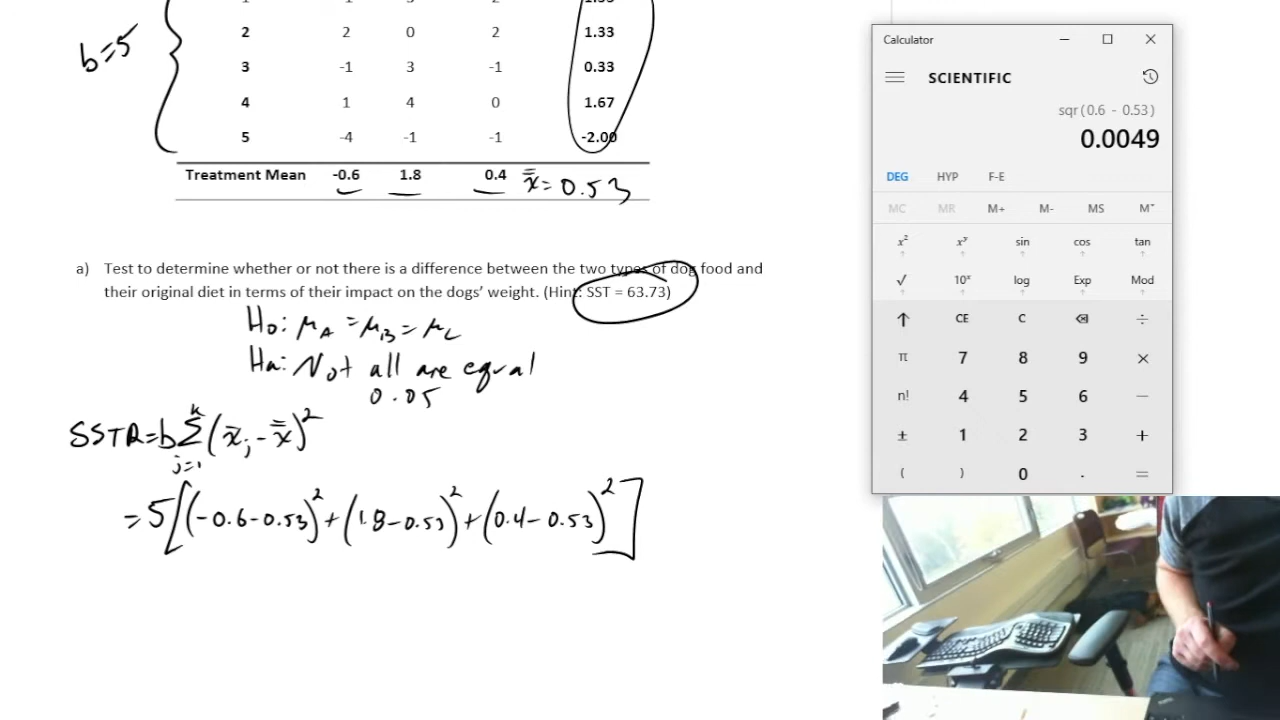 2 2 0 2 1.33
b=5
3 -1 3 -1 0.33
4 1 4 0 1.67
5 -4 -1 -1 -2.00
Treatment Mean -0.6 1.8 0.4 x̿ = 0.53
a) Test to determine whether or not there is a difference between the two types of dog food and
their original diet in terms of their impact on the dogs' weight. (Hint: SST = 63.73)
Ho: μA = μB = μC
Ha: Not all are equal
0.05
SSTR = b Σ (x̄j - x̿)²
k
j=1
= 5[(-0.6-0.53)² + (1.8-0.53)² + (0.4-0.53)²]
Calculator
SCIENTIFIC
sqr(0.6 - 0.53)
0.0049
DEG HYP F-E
MC MR M+ M- MS M˅
x² xʸ sin cos tan
√ 10ˣ log Exp Mod
↑ CE C ⌫ ÷
π 7 8 9 ×
n! 4 5 6 −
± 1 2 3 +
( ) 0 . =